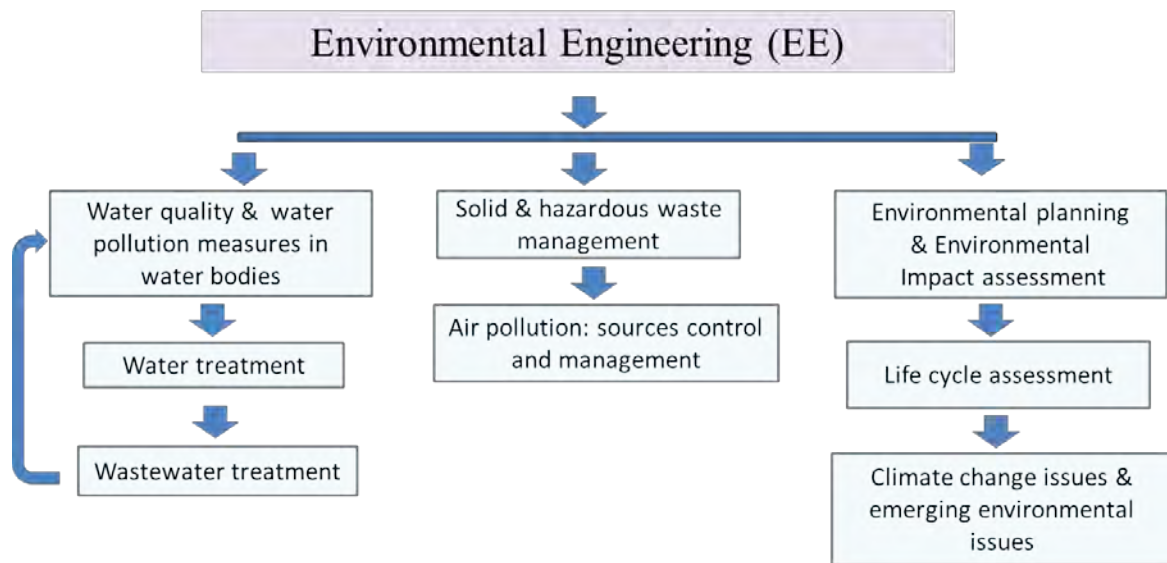 Environmental Engineering (EE)
Water quality & water
pollution measures in
water bodies
Water treatment
Wastewater treatment
Solid & hazardous waste
management
Air pollution: sources control
and management
Environmental planning
& Environmental
Impact assessment
Life cycle assessment
Climate change issues &
emerging environmental
issues